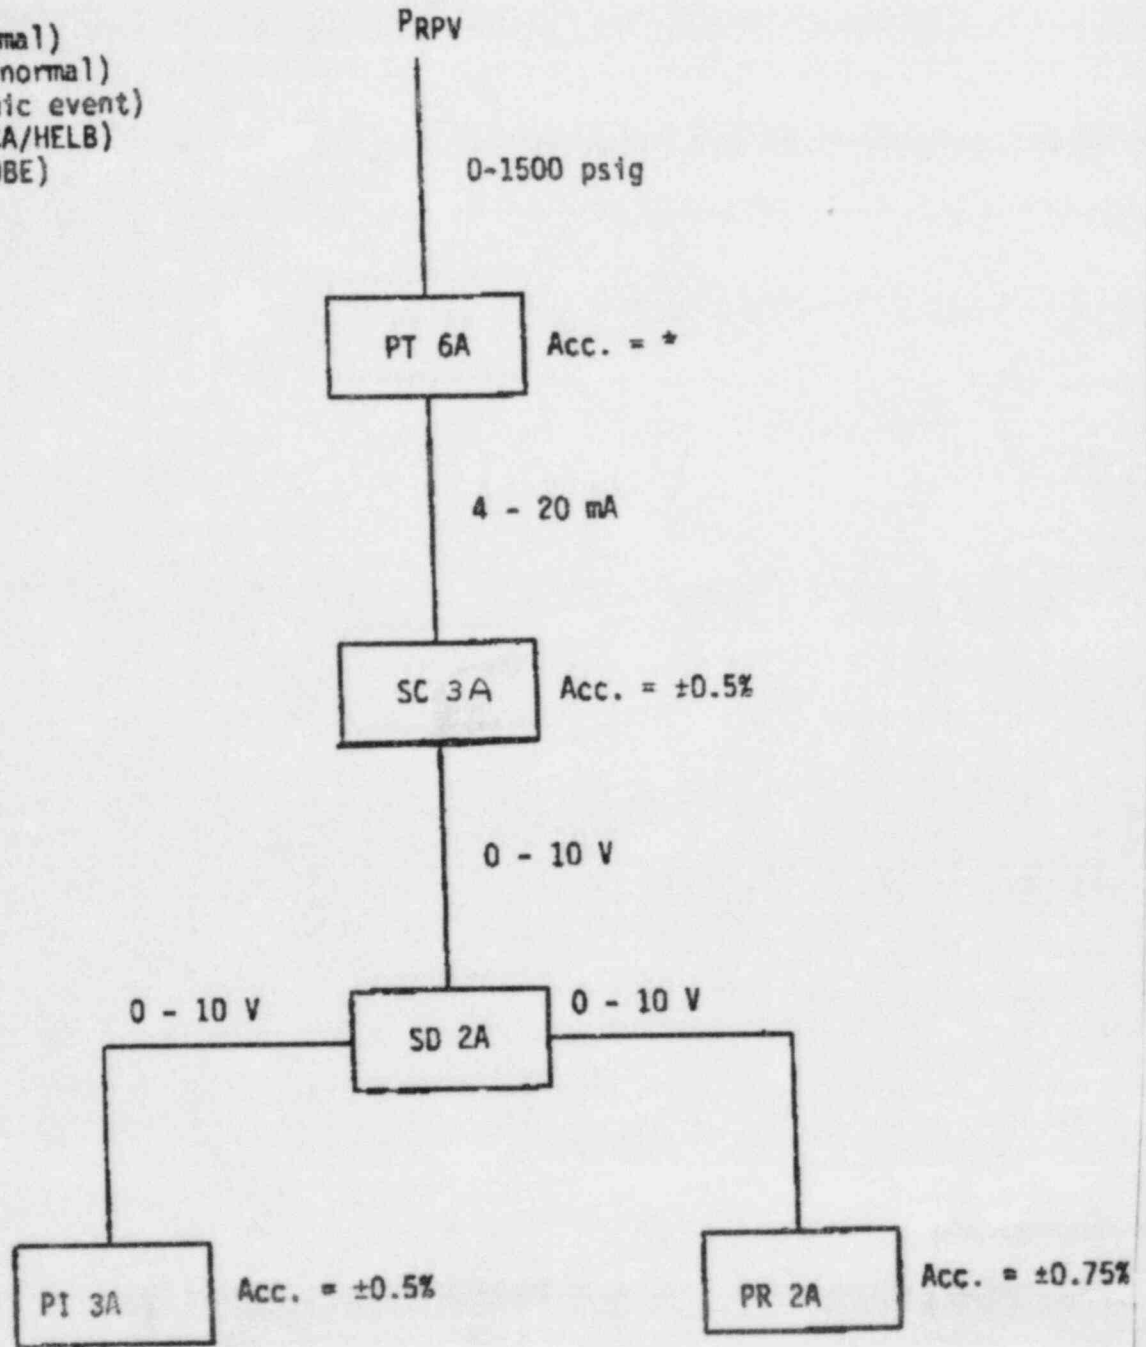 mal)
normal)
ic event)
A/HELB)
OBE)
PRPV
0-1500 psig
PT 6A
Acc. = *
4 - 20 mA
SC 3A
Acc. = ±0.5%
0 - 10 V
0 - 10 V
0 - 10 V
SD 2A
PI 3A
Acc. = ±0.5%
PR 2A
Acc. = ±0.75%